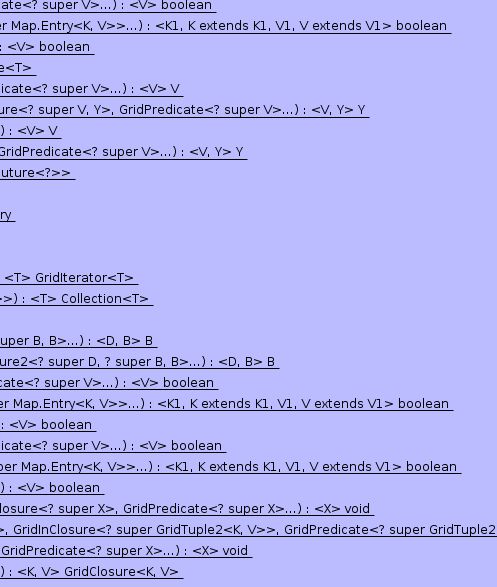 ate<? super V>...) : <V> boolean
er Map.Entry<K, V>>...) : <K1, K extends K1, V1, V extends V1> boolean
: <V> boolean
e<T>
icate<? super V>...) : <V> V
ure<? super V, Y>, GridPredicate<? super V>...) : <V, Y> Y
) : <V> V
GridPredicate<? super V>...) : <V, Y> Y
uture<?>>
ry
<T> GridIterator<T>
>>) : <T> Collection<T>
uper B, B>...) : <D, B> B
ure2<? super D, ? super B, B>...) : <D, B> B
cate<? super V>...) : <V> boolean
er Map.Entry<K, V>>...) : <K1, K extends K1, V1, V extends V1> boolean
: <V> boolean
icate<? super V>...) : <V> boolean
per Map.Entry<K, V>>...) : <K1, K extends K1, V1, V extends V1> boolean
) : <V> boolean
losure<? super X>, GridPredicate<? super X>...) : <X> void
>, GridInClosure<? super GridTuple2<K, V>>, GridPredicate<? super GridTuple2
GridPredicate<? super X>...) : <X> void
) : <K, V> GridClosure<K, V>